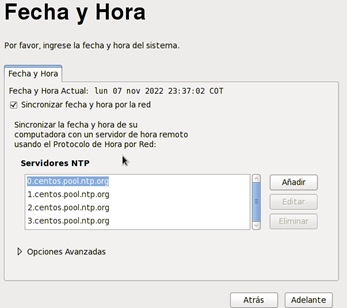 Fecha y Hora
Por favor, ingrese la fecha y hora del sistema.
Fecha y Hora
Fecha y Hora Actual: lun 07 nov 2022 23:37:02 COT
Sincronizar fecha y hora por la red
Sincronizar la fecha y hora de su
computadora con un servidor de hora remoto
usando el Protocolo de Hora por Red:
Servidores NTP
0.centos.pool.ntp.org
1.centos.pool.ntp.org
2.centos.pool.ntp.org
3.centos.pool.ntp.org
Añadir
Editar
Eliminar
Opciones Avanzadas
Atrás
Adelante